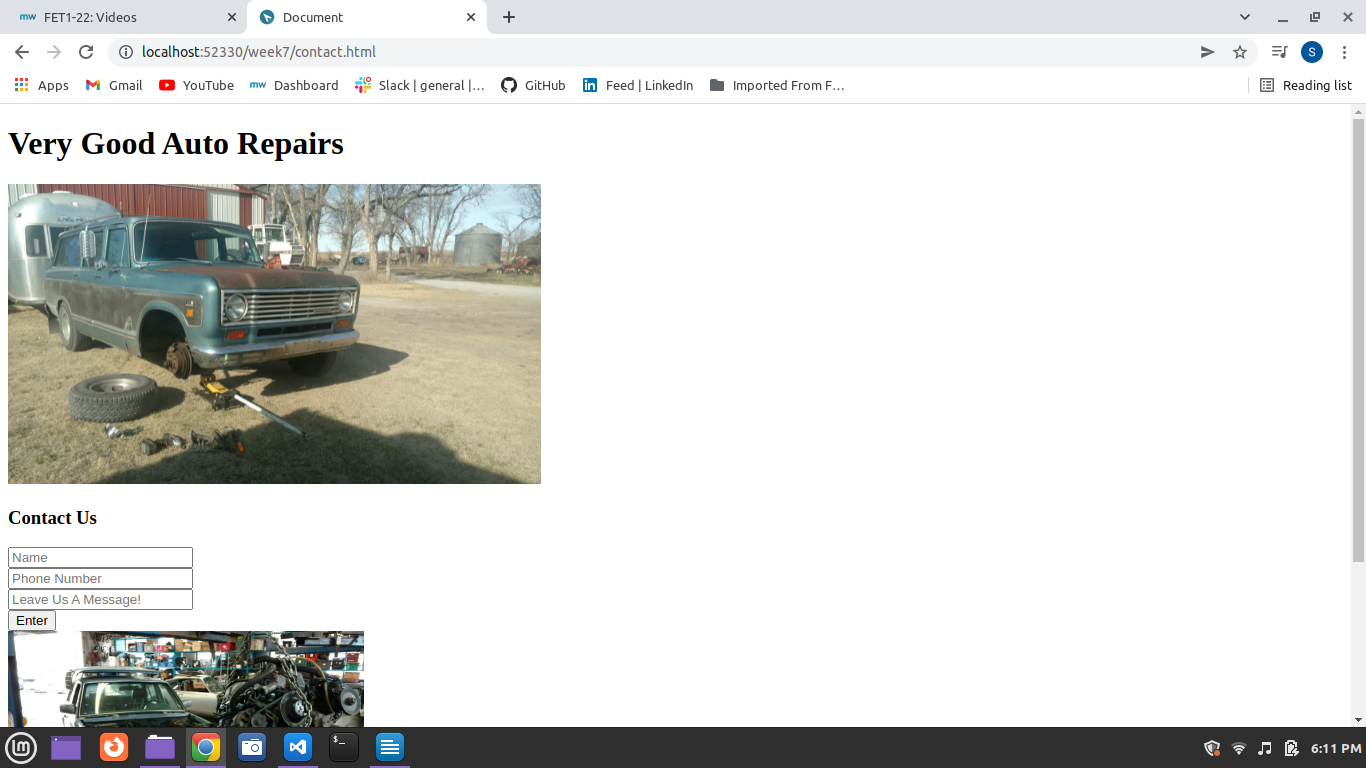 FET1-22: Videos
Document
localhost:52330/week7/contact.html
S
Apps
Gmail
YouTube
Dashboard
Slack | general |...
GitHub
Feed | LinkedIn
Imported From F...
Reading list
Very Good Auto Repairs
Contact Us
Name
Phone Number
Leave Us A Message!
Enter
6:11 PM